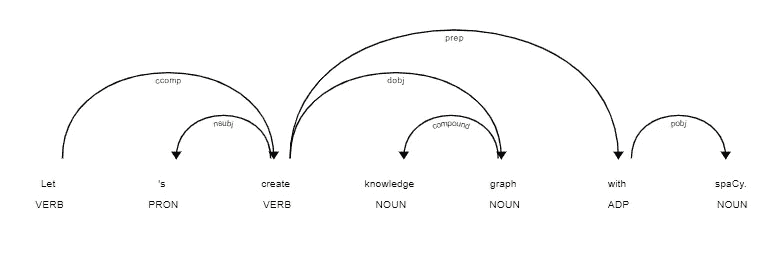 prep
ccomp dobj
nsubj compound pobj
Let 's create knowledge graph with spaCy.
VERB PRON VERB NOUN NOUN ADP NOUN